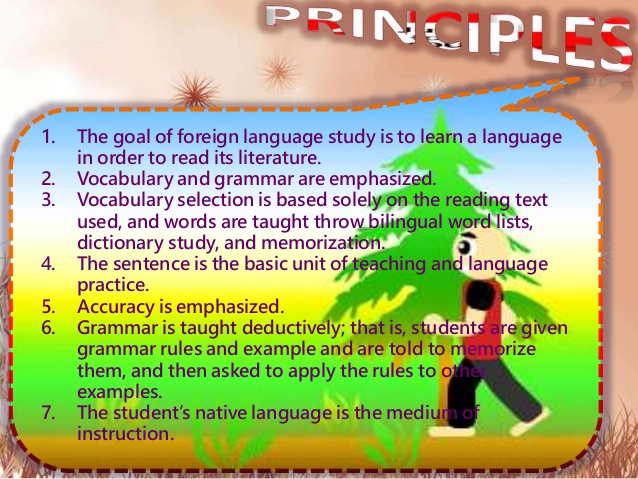 PRINCIPLES
1. The goal of foreign language study is to learn a language
in order to read its literature.
2. Vocabulary and grammar are emphasized.
3. Vocabulary selection is based solely on the reading text
used, and words are taught throw bilingual word lists,
dictionary study, and memorization.
4. The sentence is the basic unit of teaching and language
practice.
5. Accuracy is emphasized.
6. Grammar is taught deductively; that is, students are given
grammar rules and example and are told to memorize
them, and then asked to apply the rules to other
examples.
7. The student’s native language is the medium of
instruction.